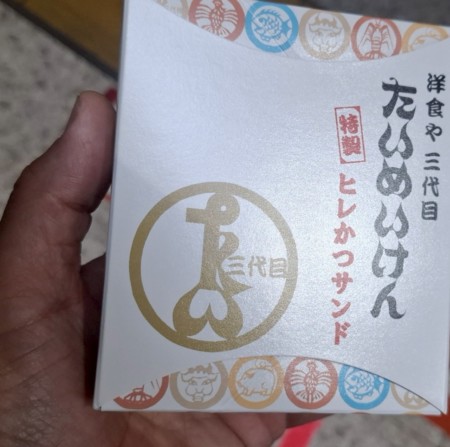 洋食や 三代目
たいめいけん
特製 ヒレかつサンド
三代目